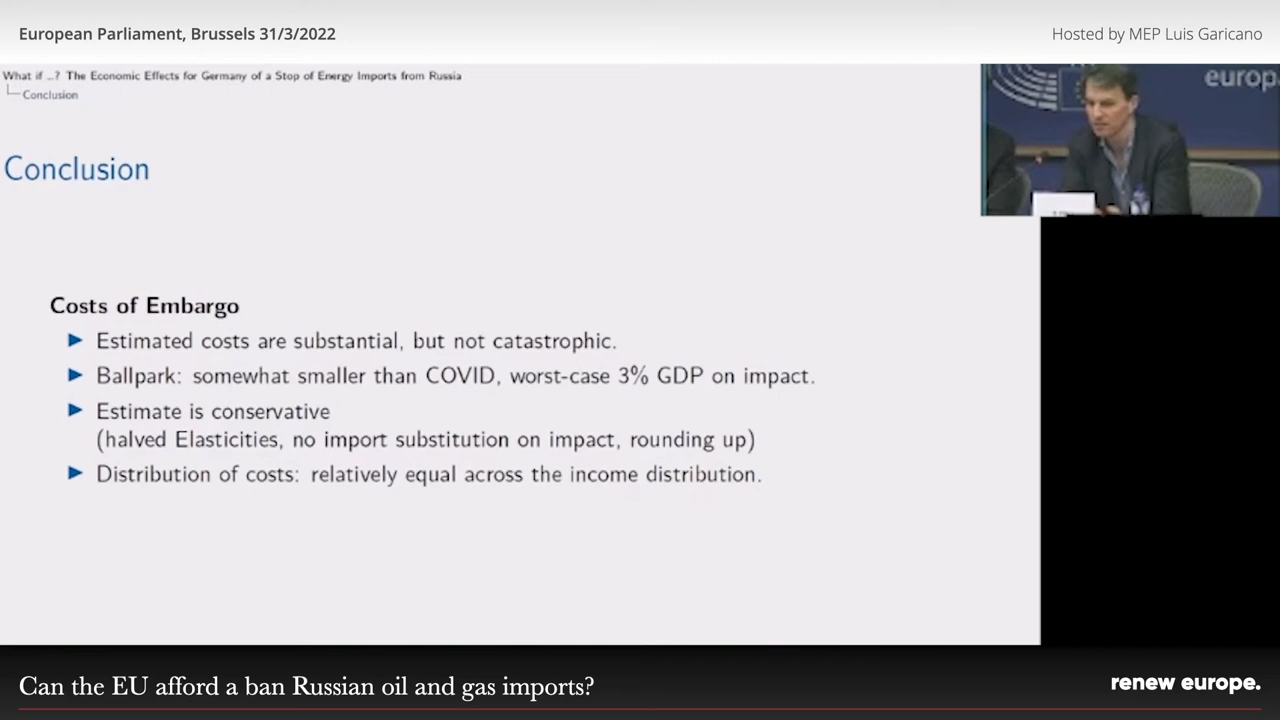 European Parliament, Brussels 31/3/2022
Hosted by MEP Luis Garicano
What if ...? The Economic Effects for Germany of a Stop of Energy Imports from Russia
Conclusion
europ
Conclusion
Costs of Embargo
Estimated costs are substantial, but not catastrophic.
Ballpark: somewhat smaller than COVID, worst-case 3% GDP on impact.
Estimate is conservative
(halved Elasticities, no import substitution on impact, rounding up)
Distribution of costs: relatively equal across the income distribution.
Can the EU afford a ban Russian oil and gas imports?
renew europe.